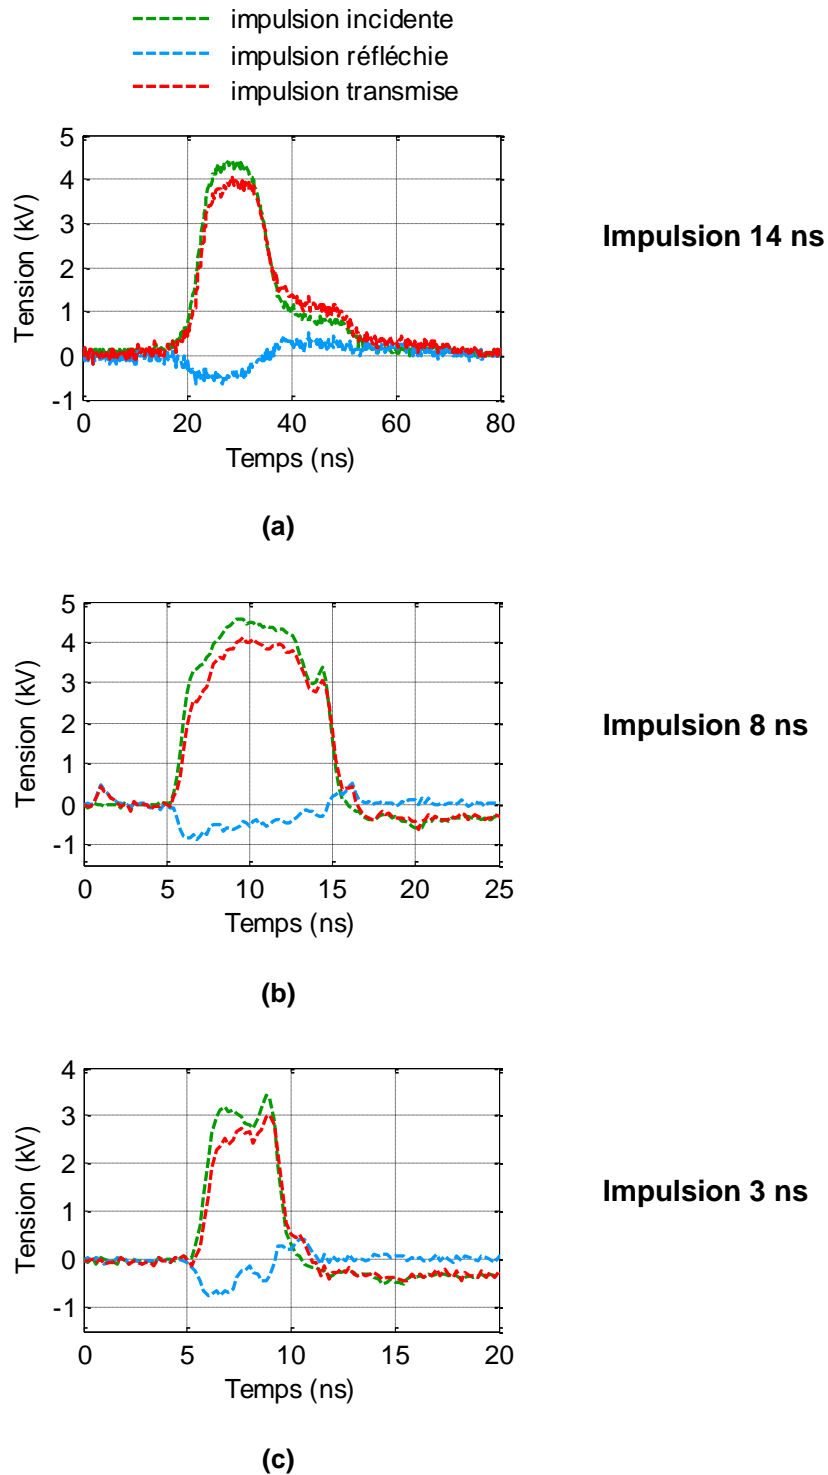 impulsion incidente
impulsion réfléchie
impulsion transmise
5
4
3
2
1
0
-1
Tension (kV)
0 20 40 60 80
Temps (ns)
Impulsion 14 ns
(a)
5
4
3
2
1
0
-1
Tension (kV)
0 5 10 15 20 25
Temps (ns)
Impulsion 8 ns
(b)
4
3
2
1
0
-1
Tension (kV)
0 5 10 15 20
Temps (ns)
Impulsion 3 ns
(c)